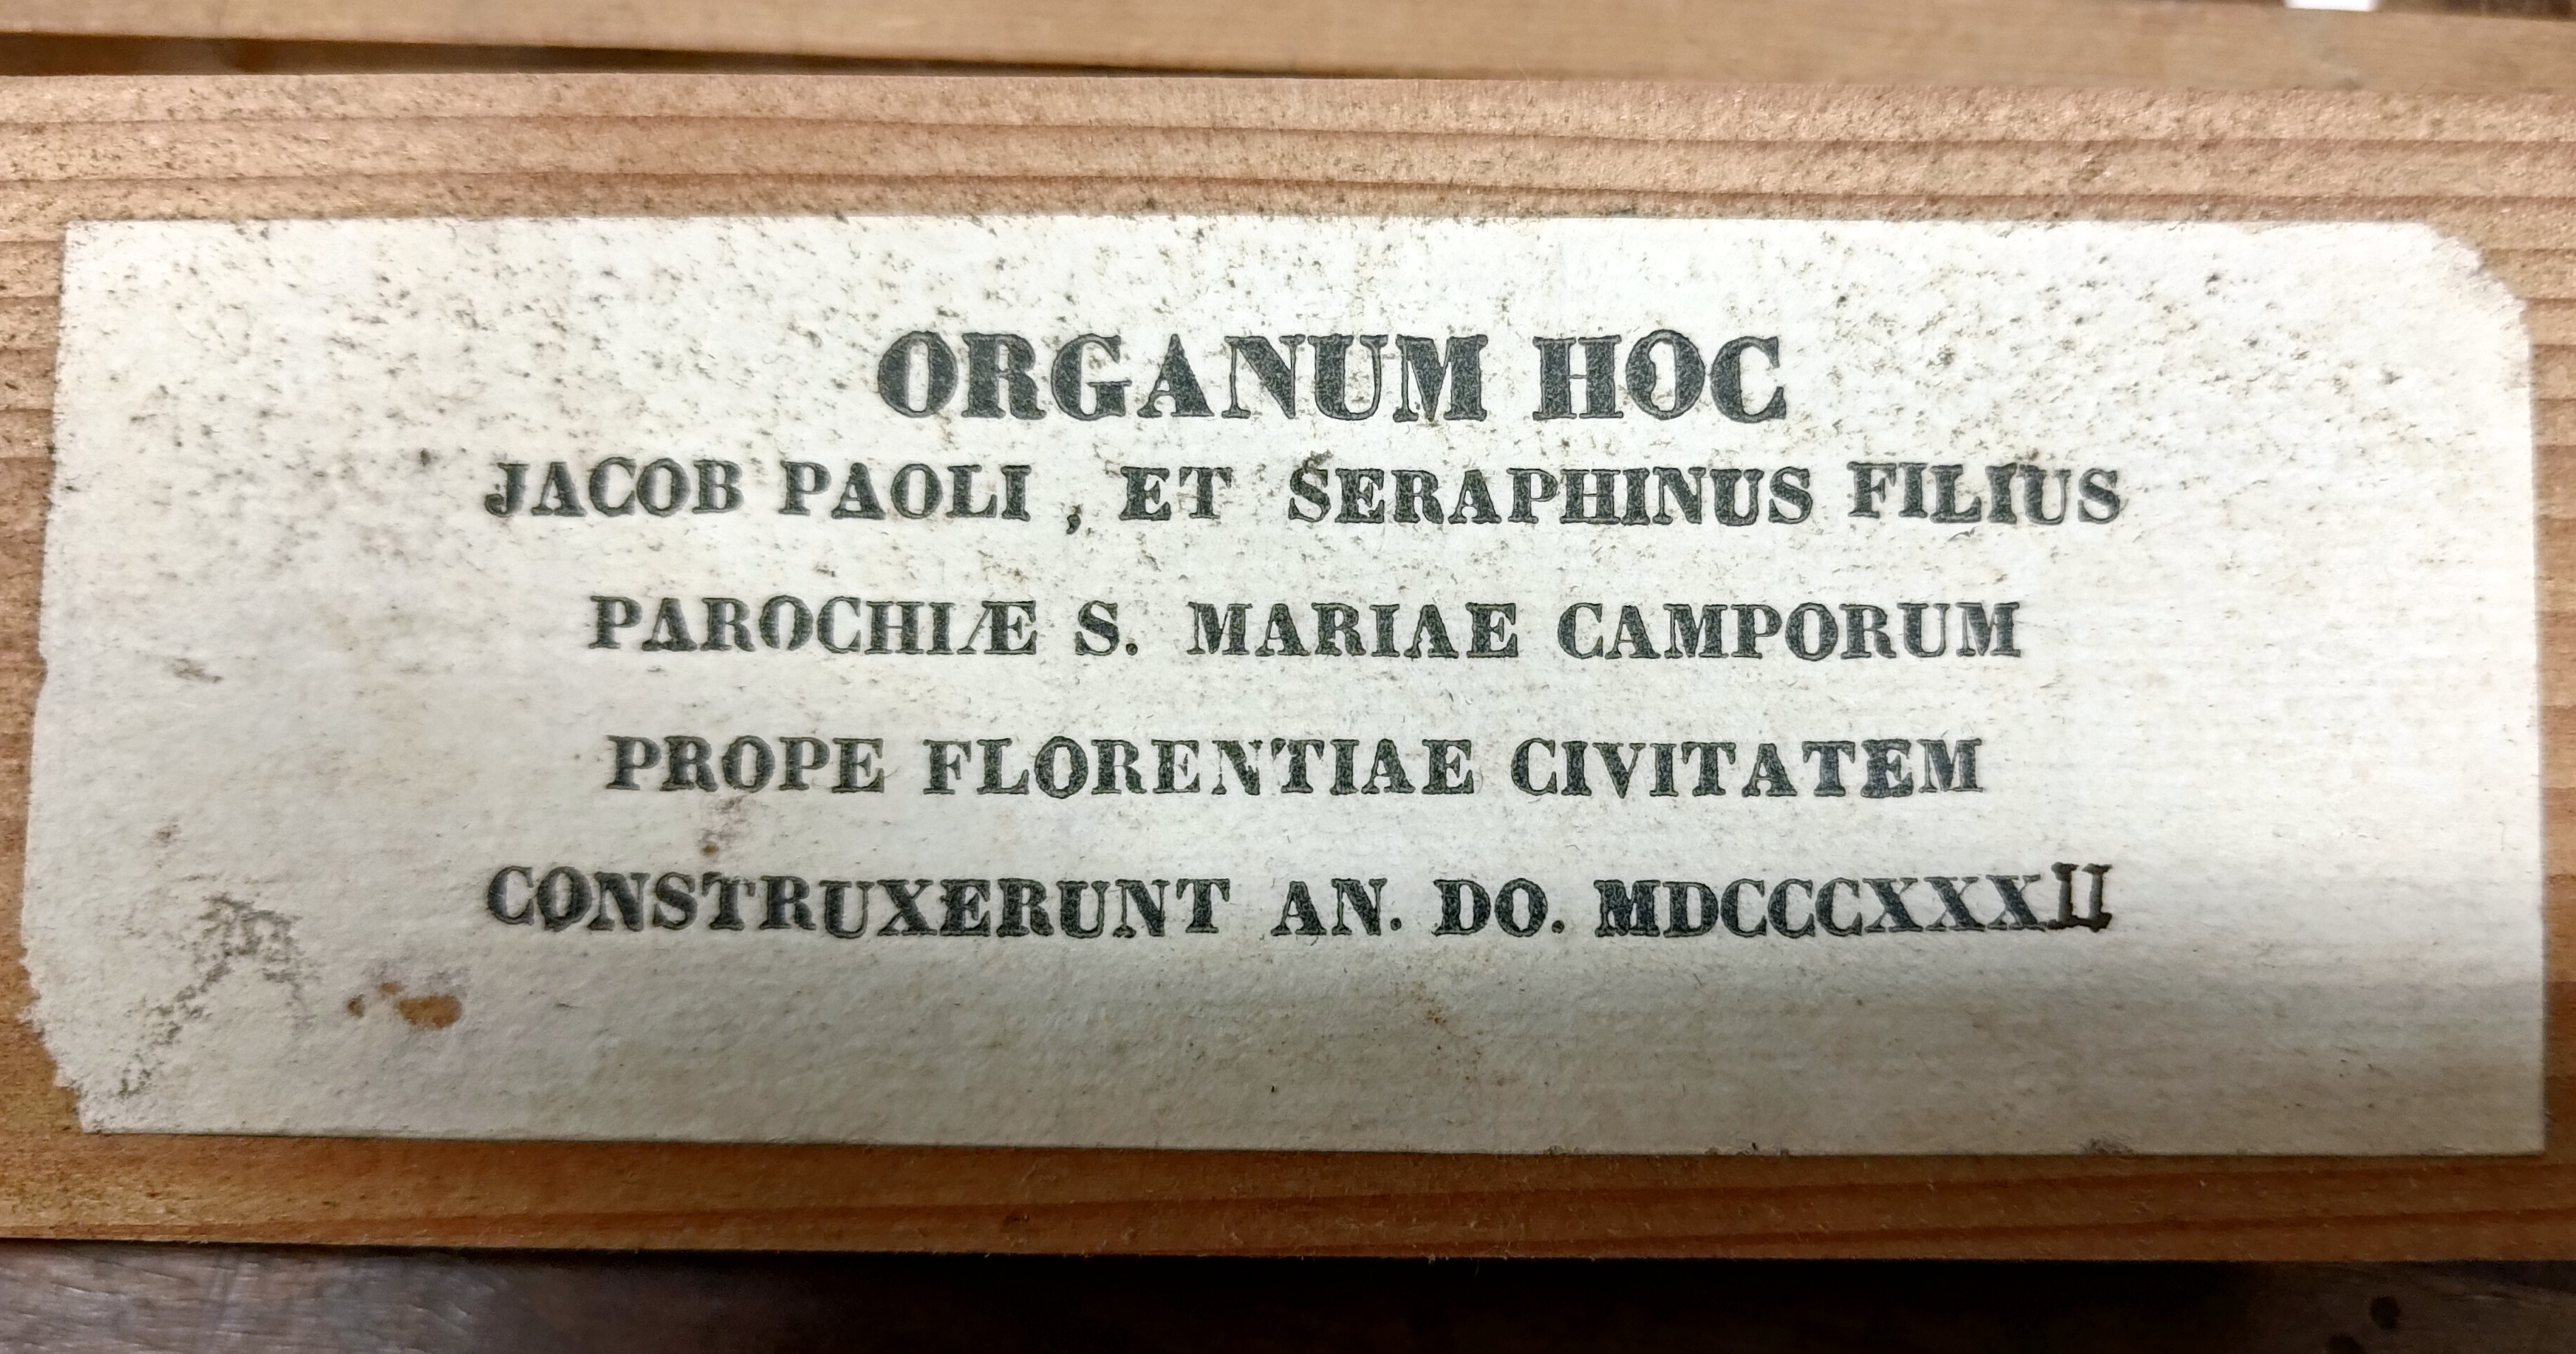 ORGANUM HOC
JACOB PAOLI , ET SERAPHINUS FILIUS
PAROCHIÆ S. MARIAE CAMPORUM
PROPE FLORENTIAE CIVITATEM
CONSTRUXERUNT AN. DO. MDCCCXXXII